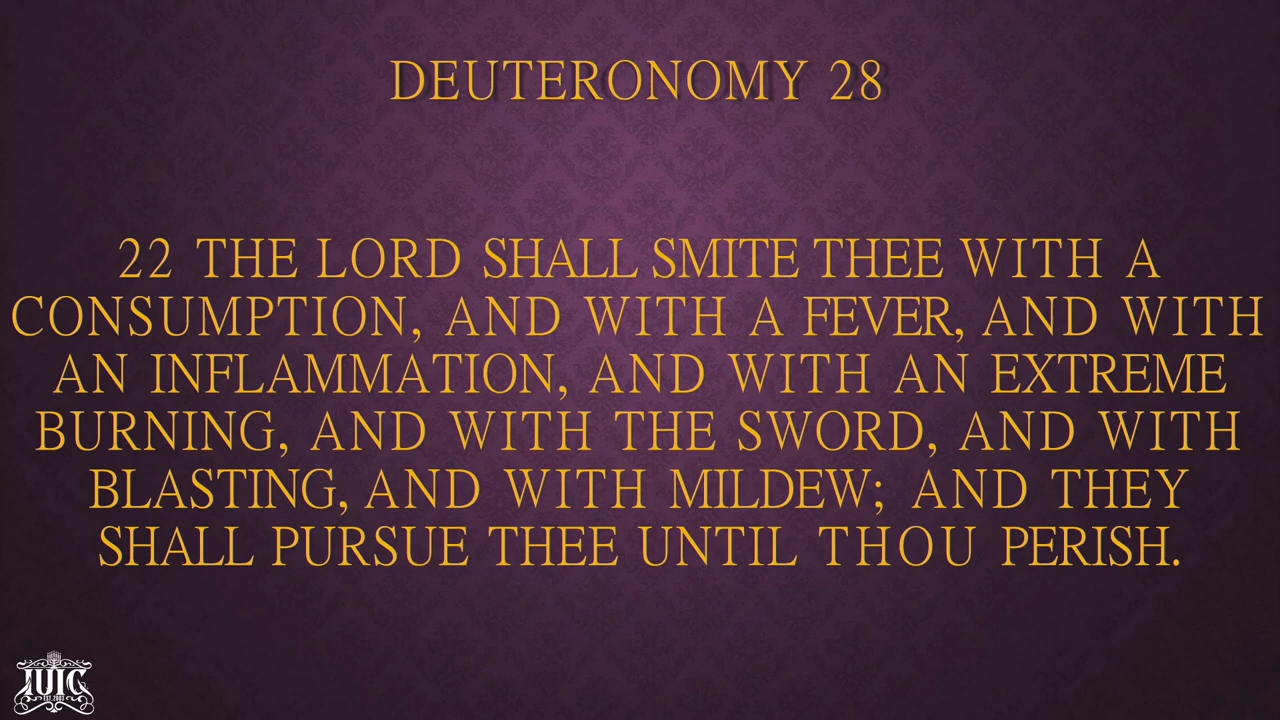 DEUTERONOMY 28
22 THE LORD SHALL SMITE THEE WITH A
CONSUMPTION, AND WITH A FEVER, AND WITH
AN INFLAMMATION, AND WITH AN EXTREME
BURNING, AND WITH THE SWORD, AND WITH
BLASTING, AND WITH MILDEW; AND THEY
SHALL PURSUE THEE UNTIL THOU PERISH.
IUIC
EST. 2003